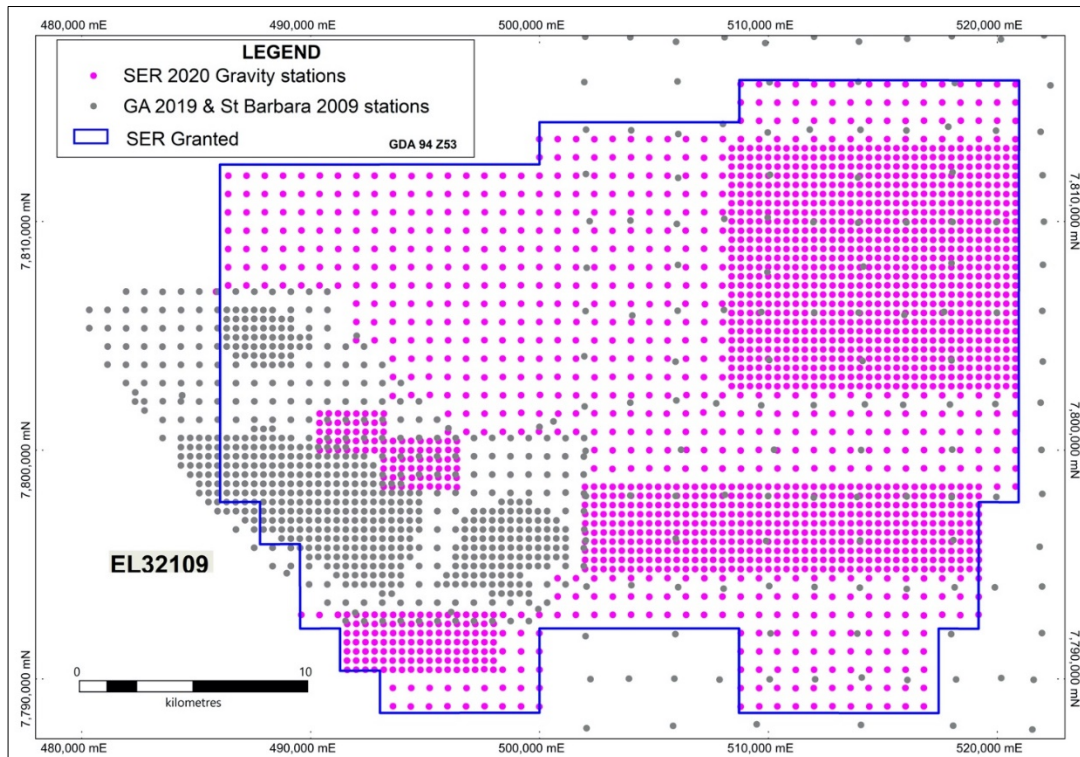 480,000 mE 490,000 mE 500,000 mE 510,000 mE 520,000 mE
LEGEND
SER 2020 Gravity stations
GA 2019 & St Barbara 2009 stations
SER Granted
GDA 94 Z53
7,810,000 mN
7,810,000 mN
7,800,000 mN
7,800,000 mN
EL32109
7,790,000 mN
7,790,000 mN
0 10
kilometres
480,000 mE 490,000 mE 500,000 mE 510,000 mE 520,000 mE